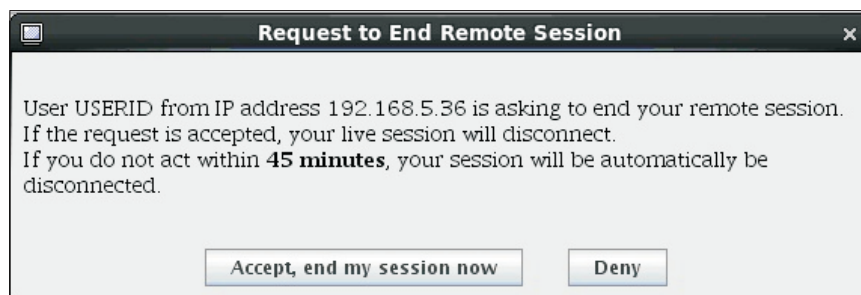 Request to End Remote Session
User USERID from IP address 192.168.5.36 is asking to end your remote session.
If the request is accepted, your live session will disconnect.
If you do not act within 45 minutes, your session will be automatically be
disconnected.
Accept, end my session now
Deny